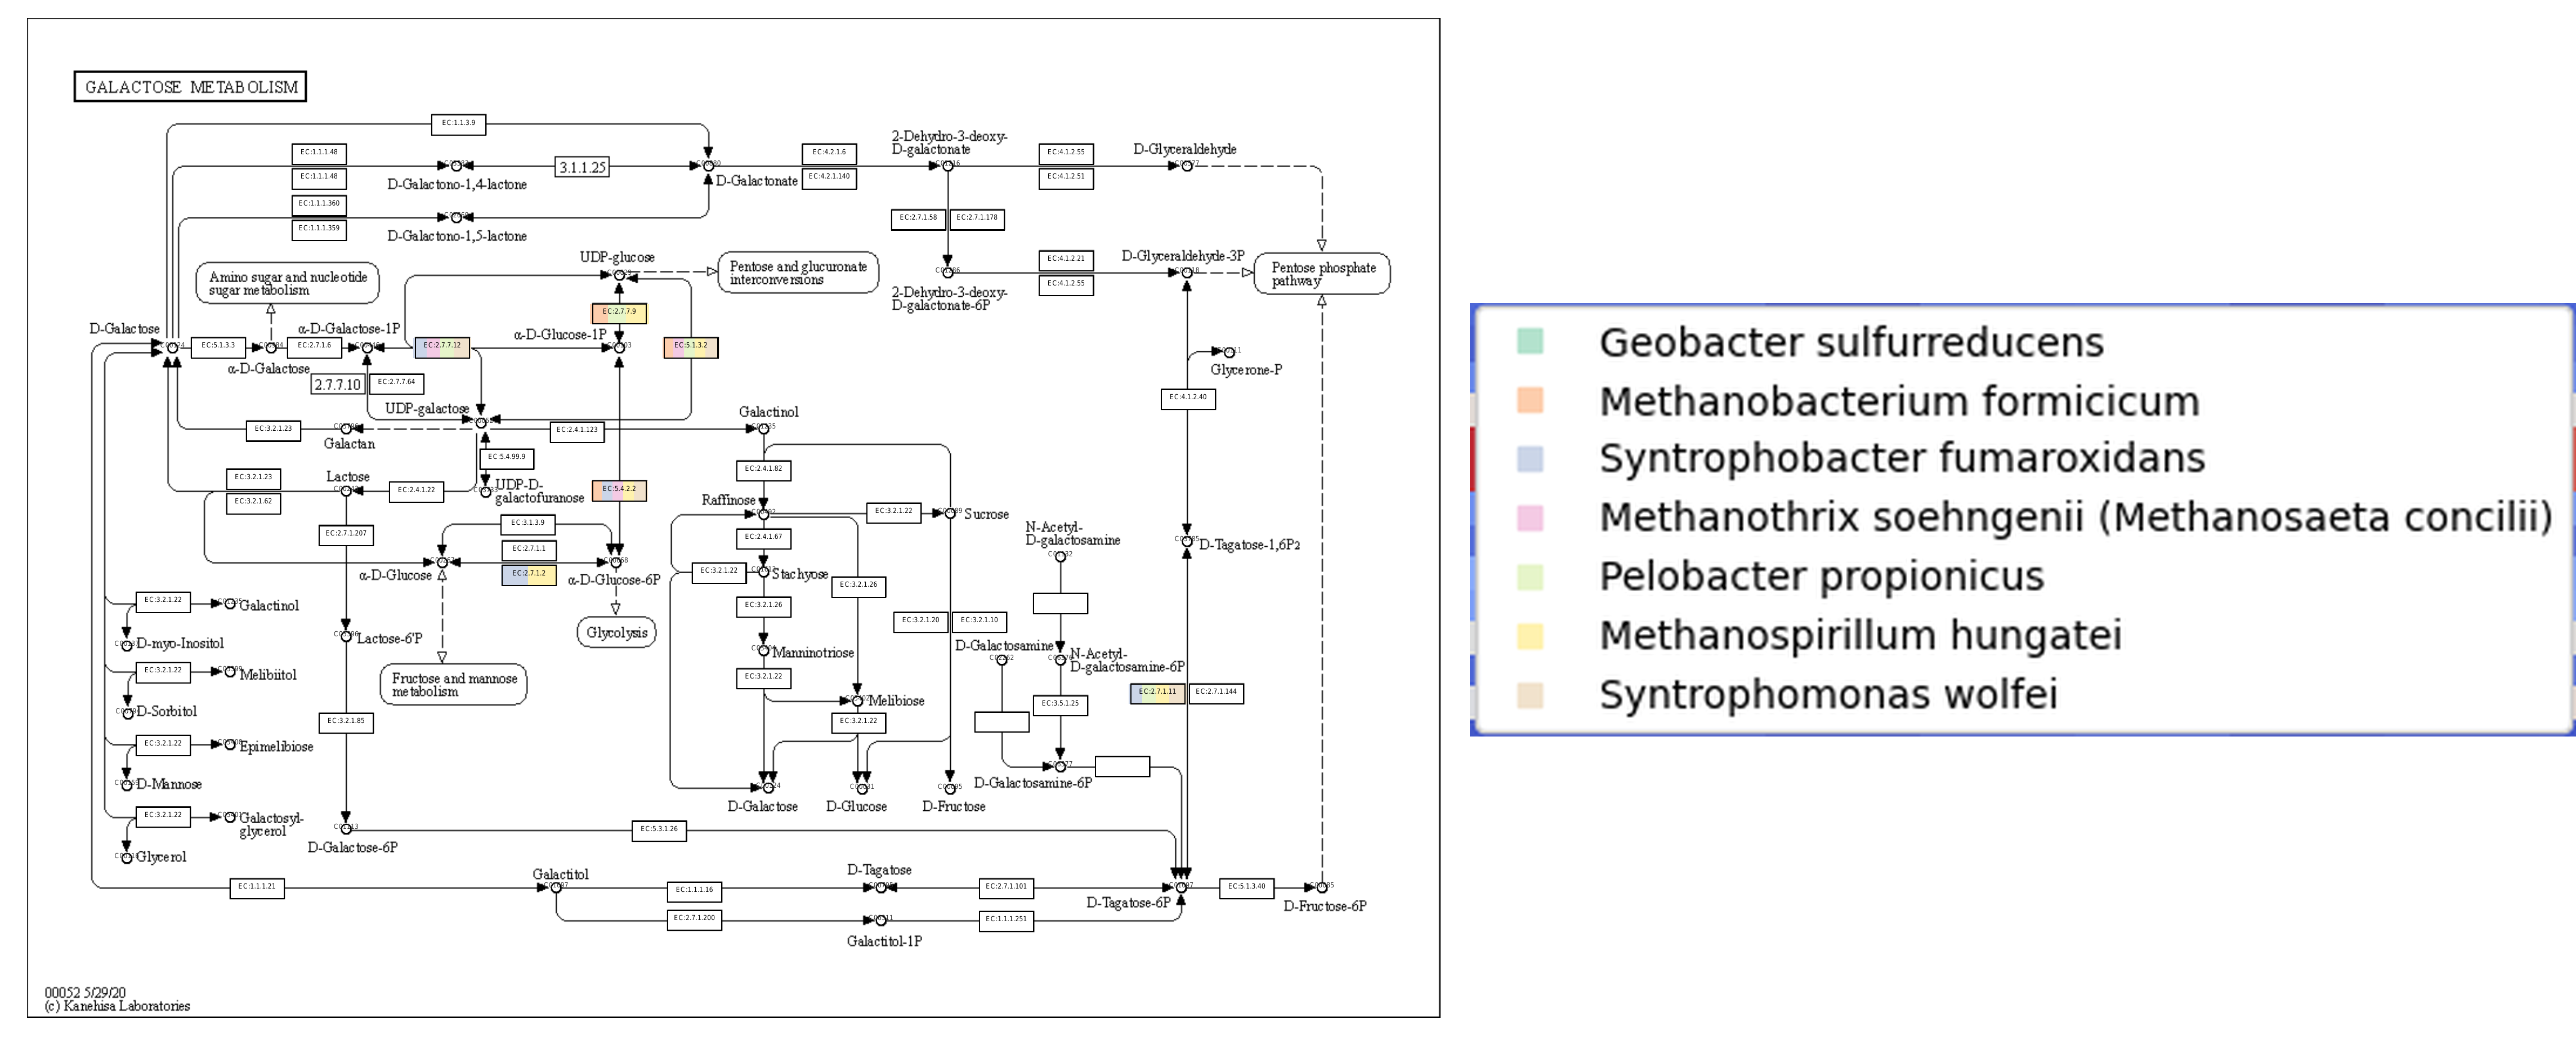 GALACTOSE METABOLISM
EC:1.1.3.9
EC:1.1.1.48
3.1.1.25
EC:1.1.1.48
D-Galactono-1,4-lactone
EC:1.1.1.360
EC:1.1.1.359
D-Galactono-1,5-lactone
D-Galactonate
EC:4.2.1.6
EC:4.2.1.140
2-Dehydro-3-deoxy-
D-galactonate
EC:4.1.2.55
EC:4.1.2.51
D-Glyceraldehyde
EC:2.7.1.58
EC:2.7.1.178
EC:4.1.2.21
EC:4.1.2.55
D-Glyceraldehyde-3P
2-Dehydro-3-deoxy-
D-galactonate-6P
Pentose phosphate
pathway
UDP-glucose
Pentose and glucuronate
interconversions
Amino sugar and nucleotide
sugar metabolism
EC:2.7.7.9
D-Galactose
α-D-Galactose-1P
α-D-Glucose-1P
EC:5.1.3.3
EC:2.7.1.6
EC:2.7.7.12
EC:5.1.3.2
α-D-Galactose
2.7.7.10
EC:2.7.7.64
Glycerone-P
EC:4.1.2.40
UDP-galactose
Galactinol
EC:3.2.1.23
EC:2.4.1.123
Galactan
EC:5.4.99.9
EC:2.4.1.82
EC:3.2.1.23
EC:3.2.1.62
Lactose
EC:2.4.1.22
UDP-D-
galactofuranose
EC:5.4.2.2
Raffinose
EC:3.2.1.22
Sucrose
EC:2.7.1.207
EC:3.1.3.9
EC:2.7.1.1
EC:2.7.1.2
α-D-Glucose
α-D-Glucose-6P
EC:2.4.1.67
EC:3.2.1.22
Stachyose
EC:3.2.1.26
EC:3.2.1.26
N-Acetyl-
D-galactosamine
D-Tagatose-1,6P2
EC:3.2.1.22
Galactinol
D-myo-Inositol
Lactose-6'P
Glycolysis
Manninotriose
EC:3.2.1.20
EC:3.2.1.10
D-Galactosamine
N-Acetyl-
D-galactosamine-6P
EC:3.2.1.22
Melibiitol
D-Sorbitol
Fructose and mannose
metabolism
EC:3.2.1.22
Melibiose
EC:3.2.1.22
EC:3.5.1.25
EC:2.7.1.11
EC:2.7.1.144
EC:3.2.1.85
EC:3.2.1.22
Epimelibiose
D-Mannose
D-Galactosamine-6P
D-Galactose
D-Glucose
D-Fructose
EC:3.2.1.22
Galactosyl-
glycerol
Glycerol
D-Galactose-6P
EC:5.3.1.26
EC:1.1.1.21
Galactitol
EC:1.1.1.16
D-Tagatose
EC:2.7.1.101
D-Tagatose-6P
EC:5.1.3.40
D-Fructose-6P
EC:2.7.1.200
EC:1.1.1.251
Galactitol-1P
00052 5/29/20
(c) Kanehisa Laboratories
Geobacter sulfurreducens
Methanobacterium formicicum
Syntrophobacter fumaroxidans
Methanothrix soehngenii (Methanosaeta concilii)
Pelobacter propionicus
Methanospirillum hungatei
Syntrophomonas wolfei